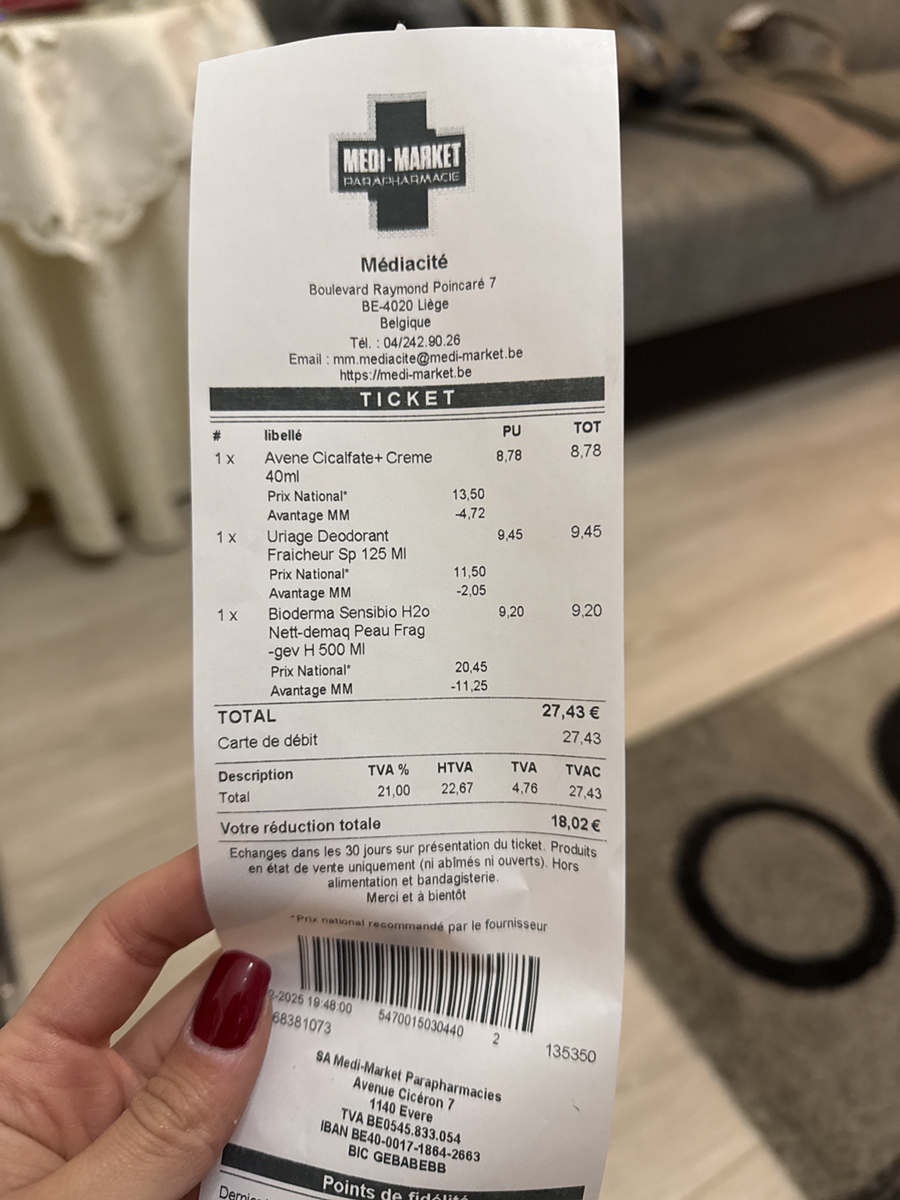 MEDI-MARKET
PARAPHARMACIE
Médiacité
Boulevard Raymond Poincaré 7
BE-4020 Liège
Belgique
Tél. : 04/242.90.26
Email : mm.mediacite@medi-market.be
https://medi-market.be
TICKET
# libellé PU TOT
1 x Avene Cicalfate+ Creme 8,78 8,78
40ml
Prix National* 13,50
Avantage MM -4,72
1 x Uriage Deodorant 9,45 9,45
Fraicheur Sp 125 Ml
Prix National* 11,50
Avantage MM -2,05
1 x Bioderma Sensibio H2o 9,20 9,20
Nett-demaq Peau Frag
-gev H 500 Ml
Prix National* 20,45
Avantage MM -11,25
TOTAL 27,43 €
Carte de débit 27,43
Description TVA % HTVA TVA TVAC
Total 21,00 22,67 4,76 27,43
Votre réduction totale 18,02 €
Echanges dans les 30 jours sur présentation du ticket. Produits
en état de vente uniquement (ni abîmés ni ouverts). Hors
alimentation et bandagisterie.
Merci et à bientôt
*Prix national recommandé par le fournisseur
-2025 19:48:00 5470015030440 2
68381073 135350
SA Medi-Market Parapharmacies
Avenue Cicéron 7
1140 Evere
TVA BE0545.833.054
IBAN BE40-0017-1864-2663
BIC GEBABEBB
Points de fidélité